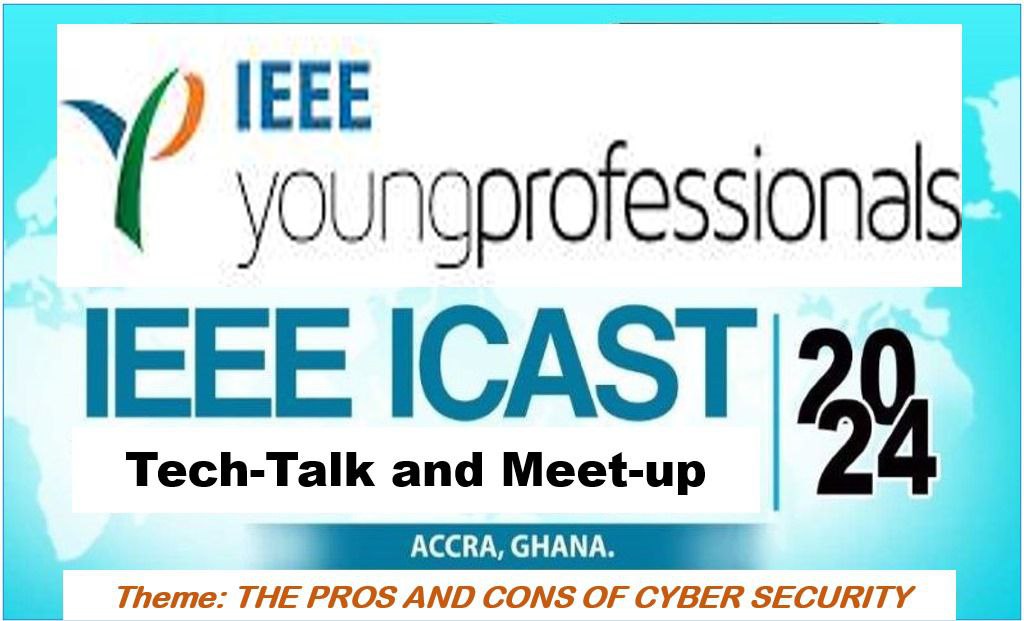 IEEE
youngprofessionals
IEEE ICAST
2024
Tech-Talk and Meet-up
ACCRA, GHANA.
Theme: THE PROS AND CONS OF CYBER SECURITY